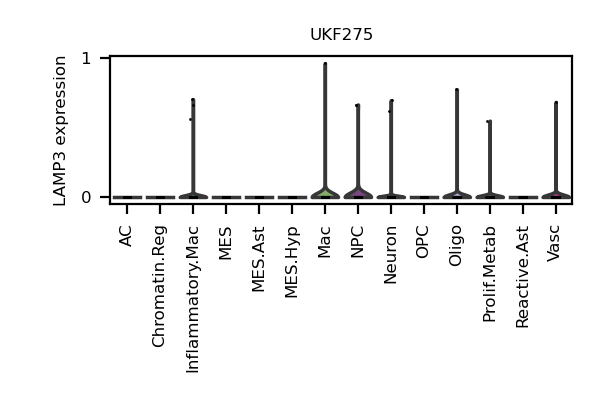 UKF275
LAMP3 expression
1
0
AC
Chromatin.Reg
Inflammatory.Mac
MES
MES.Ast
MES.Hyp
Mac
NPC
Neuron
OPC
Oligo
Prolif.Metab
Reactive.Ast
Vasc